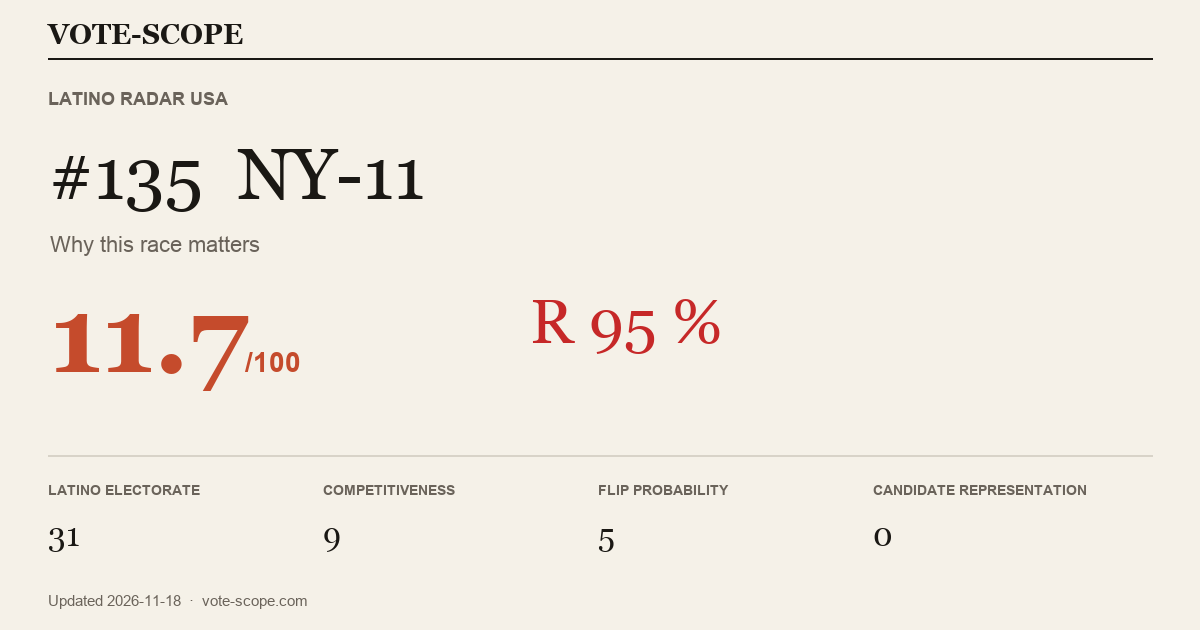 VOTE-SCOPE
LATINO RADAR USA
#135 NY-11
Why this race matters
11.7/100
R 95 %
LATINO ELECTORATE
COMPETITIVENESS
FLIP PROBABILITY
CANDIDATE REPRESENTATION
31
9
5
0
Updated 2026-11-18 · vote-scope.com